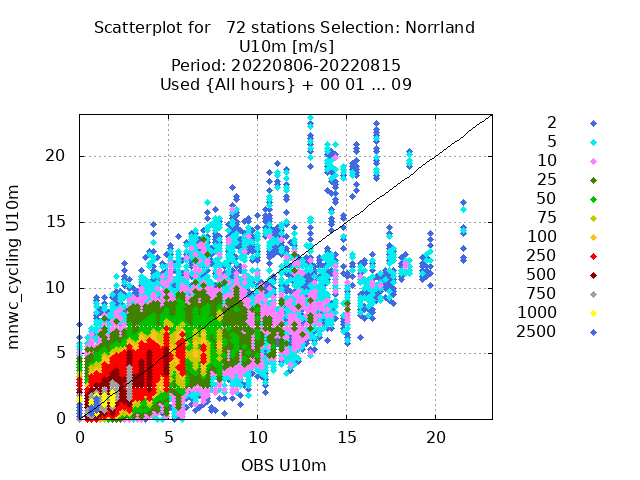 Scatterplot for   72 stations Selection: Norrland
U10m [m/s]
Period: 20220806-20220815
Used {All hours} + 00 01 ... 09
mnwc_cycling U10m
20
15
10
5
0
0 5 10 15 20
OBS U10m
2
5
10
25
50
75
100
250
500
750
1000
2500